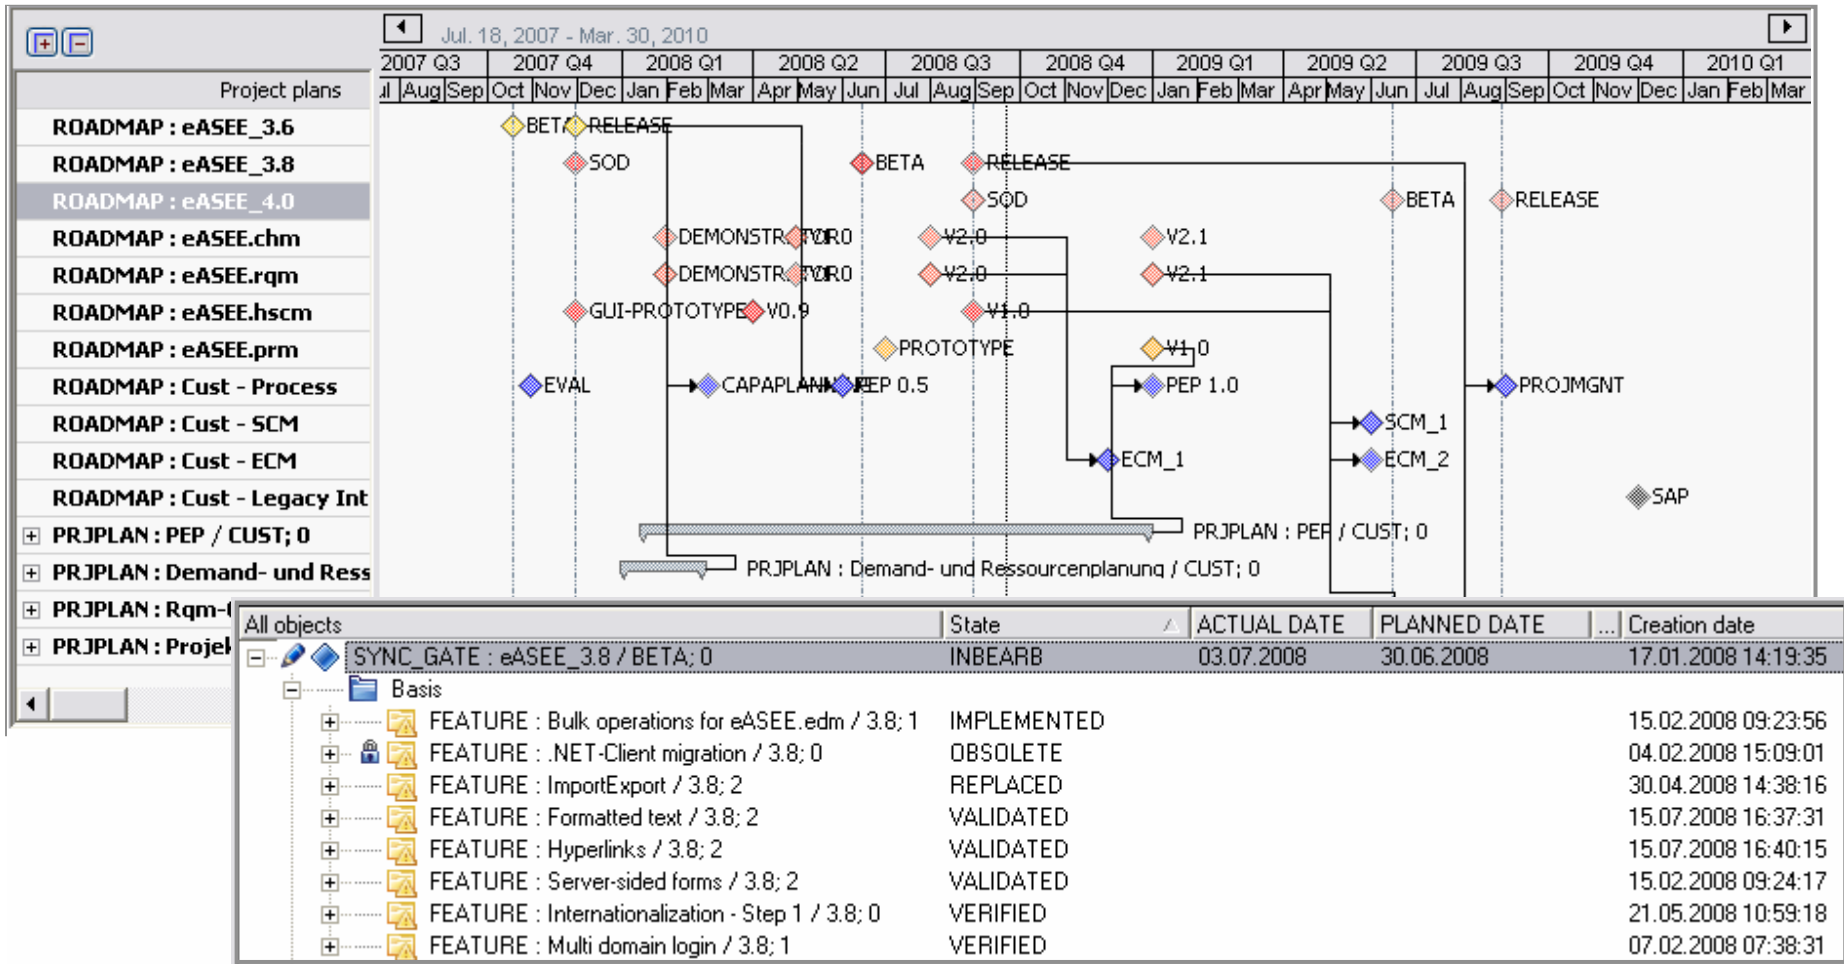 Jul. 18, 2007 - Mar. 30, 2010
2007 Q3 2007 Q4 2008 Q1 2008 Q2 2008 Q3 2008 Q4 2009 Q1 2009 Q2 2009 Q3 2009 Q4 2010 Q1
Project plans
Aug Sep Oct Nov Dec Jan Feb Mar Apr May Jun Jul Aug Sep Oct Nov Dec Jan Feb Mar Apr May Jun Jul Aug Sep Oct Nov Dec Jan Feb Mar
ROADMAP : eASEE_3.6 BETA RELEASE
ROADMAP : eASEE_3.8 SOD BETA RELEASE
ROADMAP : eASEE_4.0 SOD BETA RELEASE
ROADMAP : eASEE.chm V2.0 V2.1
ROADMAP : eASEE.rqm V2.0 V2.1
ROADMAP : eASEE.hscm GUI-PROTOTYPE V0.9 V1.0
ROADMAP : eASEE.prm PROTOTYPE V1.0
ROADMAP : Cust - Process EVAL PEP 0.5 PEP 1.0 PROJMGNT
ROADMAP : Cust - SCM SCM_1
ROADMAP : Cust - ECM ECM_1 ECM_2
ROADMAP : Cust - Legacy Int SAP
PRJPLAN : PEP / CUST; 0 PRJPLAN : PEP / CUST; 0
PRJPLAN : Demand- und Ress PRJPLAN : Demand- und Ressourcenplanung / CUST; 0
PRJPLAN : Rqm-
PRJPLAN : Projek
All objects State ACTUAL DATE PLANNED DATE ... Creation date
SYNC_GATE : eASEE_3.8 / BETA; 0 INBEARB 03.07.2008 30.06.2008 17.01.2008 14:19:35
Basis
FEATURE : Bulk operations for eASEE.edm / 3.8; 1 IMPLEMENTED 15.02.2008 09:23:56
FEATURE : .NET-Client migration / 3.8; 0 OBSOLETE 04.02.2008 15:09:01
FEATURE : ImportExport / 3.8; 2 REPLACED 30.04.2008 14:38:16
FEATURE : Formatted text / 3.8; 2 VALIDATED 15.07.2008 16:37:31
FEATURE : Hyperlinks / 3.8; 2 VALIDATED 15.07.2008 16:40:15
FEATURE : Server-sided forms / 3.8; 2 VALIDATED 15.02.2008 09:24:17
FEATURE : Internationalization - Step 1 / 3.8; 0 VERIFIED 21.05.2008 10:59:18
FEATURE : Multi domain login / 3.8; 1 VERIFIED 07.02.2008 07:38:31